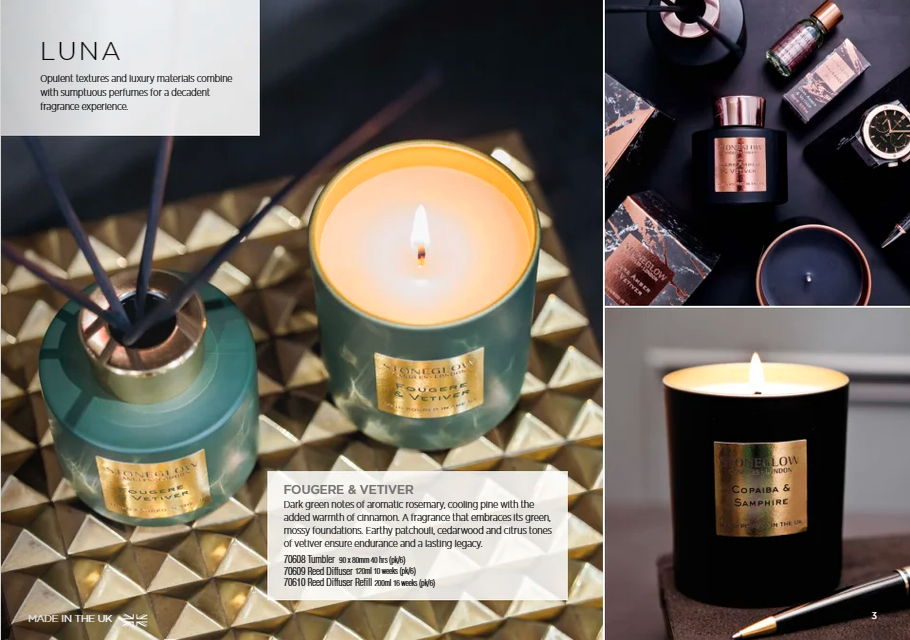 LUNA
Opulent textures and luxury materials combine
with sumptuous perfumes for a decadent
fragrance experience.
STONEGLOW
FOUGERE
& VETIVER
STONEGLOW
FOUGERE
& VETIVER
FOUGERE & VETIVER
Dark green notes of aromatic rosemary, cooling pine with the
added warmth of cinnamon. A fragrance that embraces its green,
mossy foundations. Earthy patchouli, cedarwood and citrus tones
of vetiver ensure endurance and a lasting legacy.
70608 Tumbler 90 x 80mm 40 hrs (pk/6)
70609 Reed Diffuser 120ml 10 weeks (pk/6)
70610 Reed Diffuser Refill 200ml 16 weeks (pk/6)
MADE IN THE UK
STONEGLOW
& VETIVER
STONEGLOW
AMBER
VETIVER
STONEGLOW
COPAIBA &
SAMPHIRE
IN THE UK
3